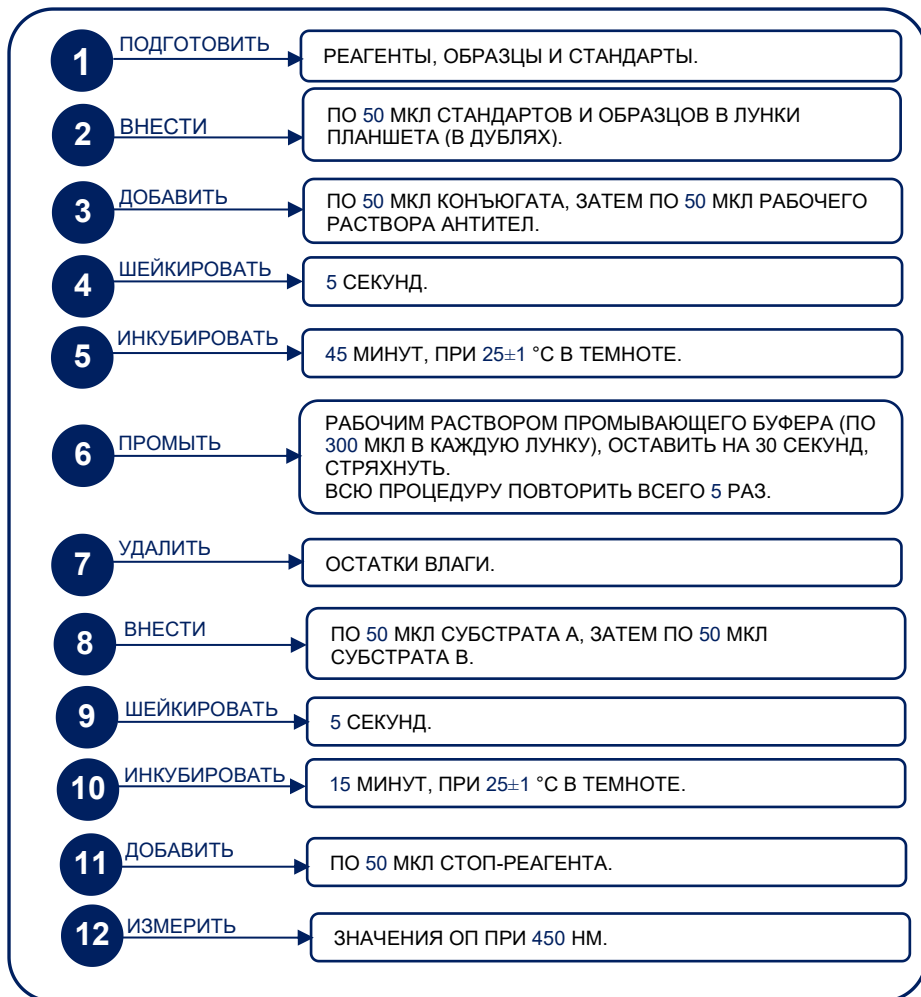 1
ПОДГОТОВИТЬ
РЕАГЕНТЫ, ОБРАЗЦЫ И СТАНДАРТЫ.
2
ВНЕСТИ
ПО 50 МКЛ СТАНДАРТОВ И ОБРАЗЦОВ В ЛУНКИ
ПЛАНШЕТА (В ДУБЛЯХ).
3
ДОБАВИТЬ
ПО 50 МКЛ КОНЪЮГАТА, ЗАТЕМ ПО 50 МКЛ РАБОЧЕГО
РАСТВОРА АНТИТЕЛ.
4
ШЕЙКИРОВАТЬ
5 СЕКУНД.
5
ИНКУБИРОВАТЬ
45 МИНУТ, ПРИ 25±1 °С В ТЕМНОТЕ.
6
ПРОМЫТЬ
РАБОЧИМ РАСТВОРОМ ПРОМЫВАЮЩЕГО БУФЕРА (ПО
300 МКЛ В КАЖДУЮ ЛУНКУ), ОСТАВИТЬ НА 30 СЕКУНД,
СТРЯХНУТЬ.
ВСЮ ПРОЦЕДУРУ ПОВТОРИТЬ ВСЕГО 5 РАЗ.
7
УДАЛИТЬ
ОСТАТКИ ВЛАГИ.
8
ВНЕСТИ
ПО 50 МКЛ СУБСТРАТА А, ЗАТЕМ ПО 50 МКЛ
СУБСТРАТА В.
9
ШЕЙКИРОВАТЬ
5 СЕКУНД.
10
ИНКУБИРОВАТЬ
15 МИНУТ, ПРИ 25±1 °С В ТЕМНОТЕ.
11
ДОБАВИТЬ
ПО 50 МКЛ СТОП-РЕАГЕНТА.
12
ИЗМЕРИТЬ
ЗНАЧЕНИЯ ОП ПРИ 450 НМ.